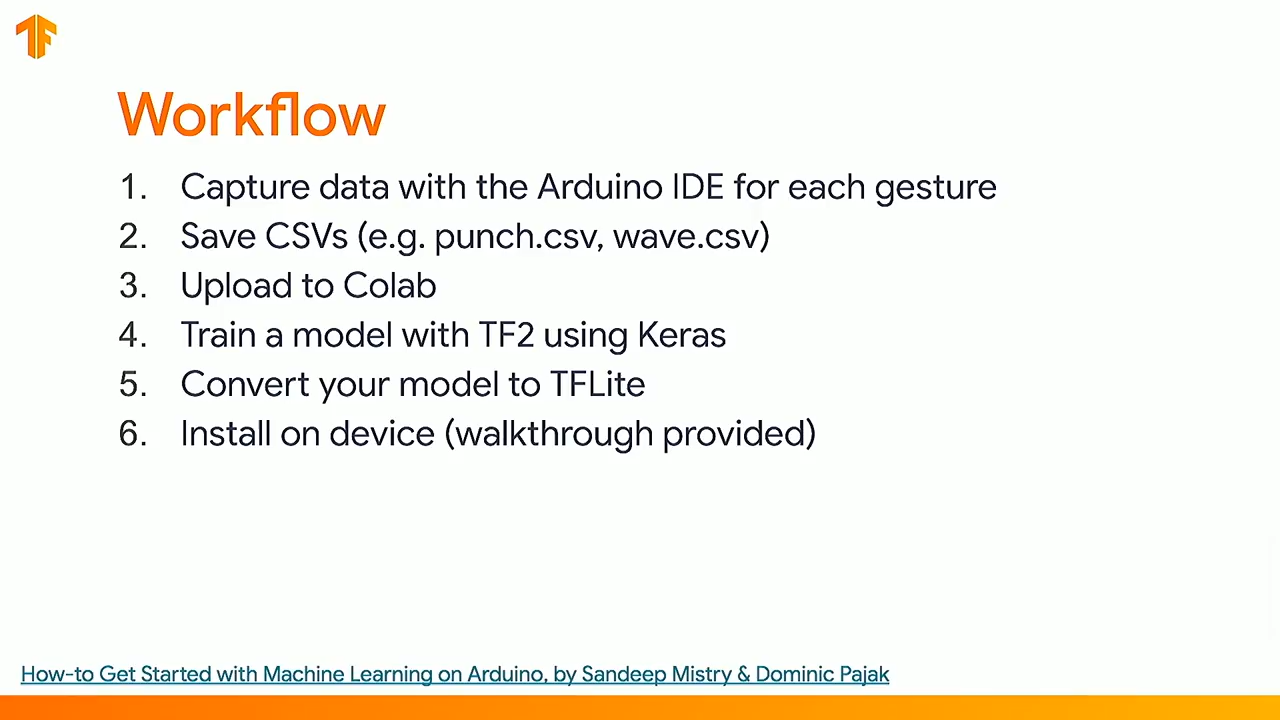 Workflow
1. Capture data with the Arduino IDE for each gesture
2. Save CSVs (e.g. punch.csv, wave.csv)
3. Upload to Colab
4. Train a model with TF2 using Keras
5. Convert your model to TFLite
6. Install on device (walkthrough provided)
How-to Get Started with Machine Learning on Arduino, by Sandeep Mistry & Dominic Pajak